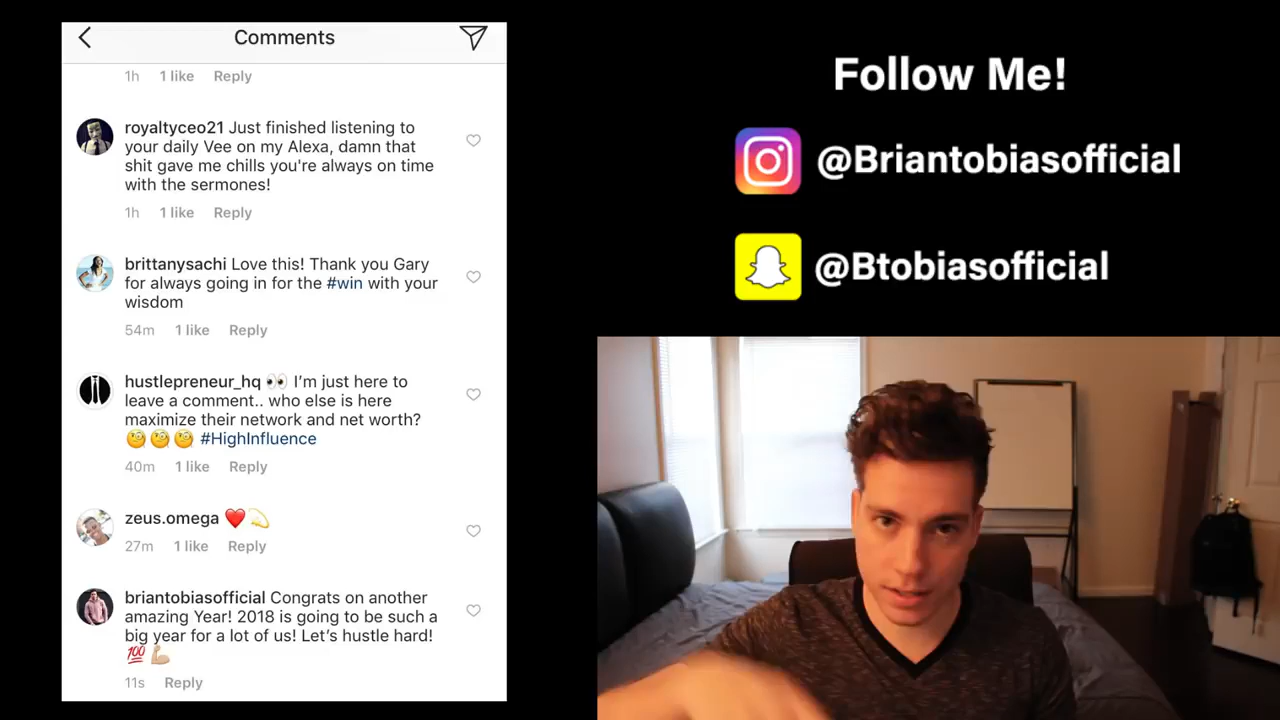 Comments
1h 1 like Reply
royaltyceo21 Just finished listening to
your daily Vee on my Alexa, damn that
shit gave me chills you're always on time
with the sermones!
1h 1 like Reply
brittanysachi Love this! Thank you Gary
for always going in for the #win with your
wisdom
54m 1 like Reply
hustlepreneur_hq 👀 I'm just here to
leave a comment.. who else is here
maximize their network and net worth?
🧐🧐🧐 #HighInfluence
40m 1 like Reply
zeus.omega ❤️💫
27m 1 like Reply
briantobiasofficial Congrats on another
amazing Year! 2018 is going to be such a
big year for a lot of us! Let's hustle hard!
💯💪🏼
11s Reply
Follow Me!
@Briantobiasofficial
@Btobiasofficial